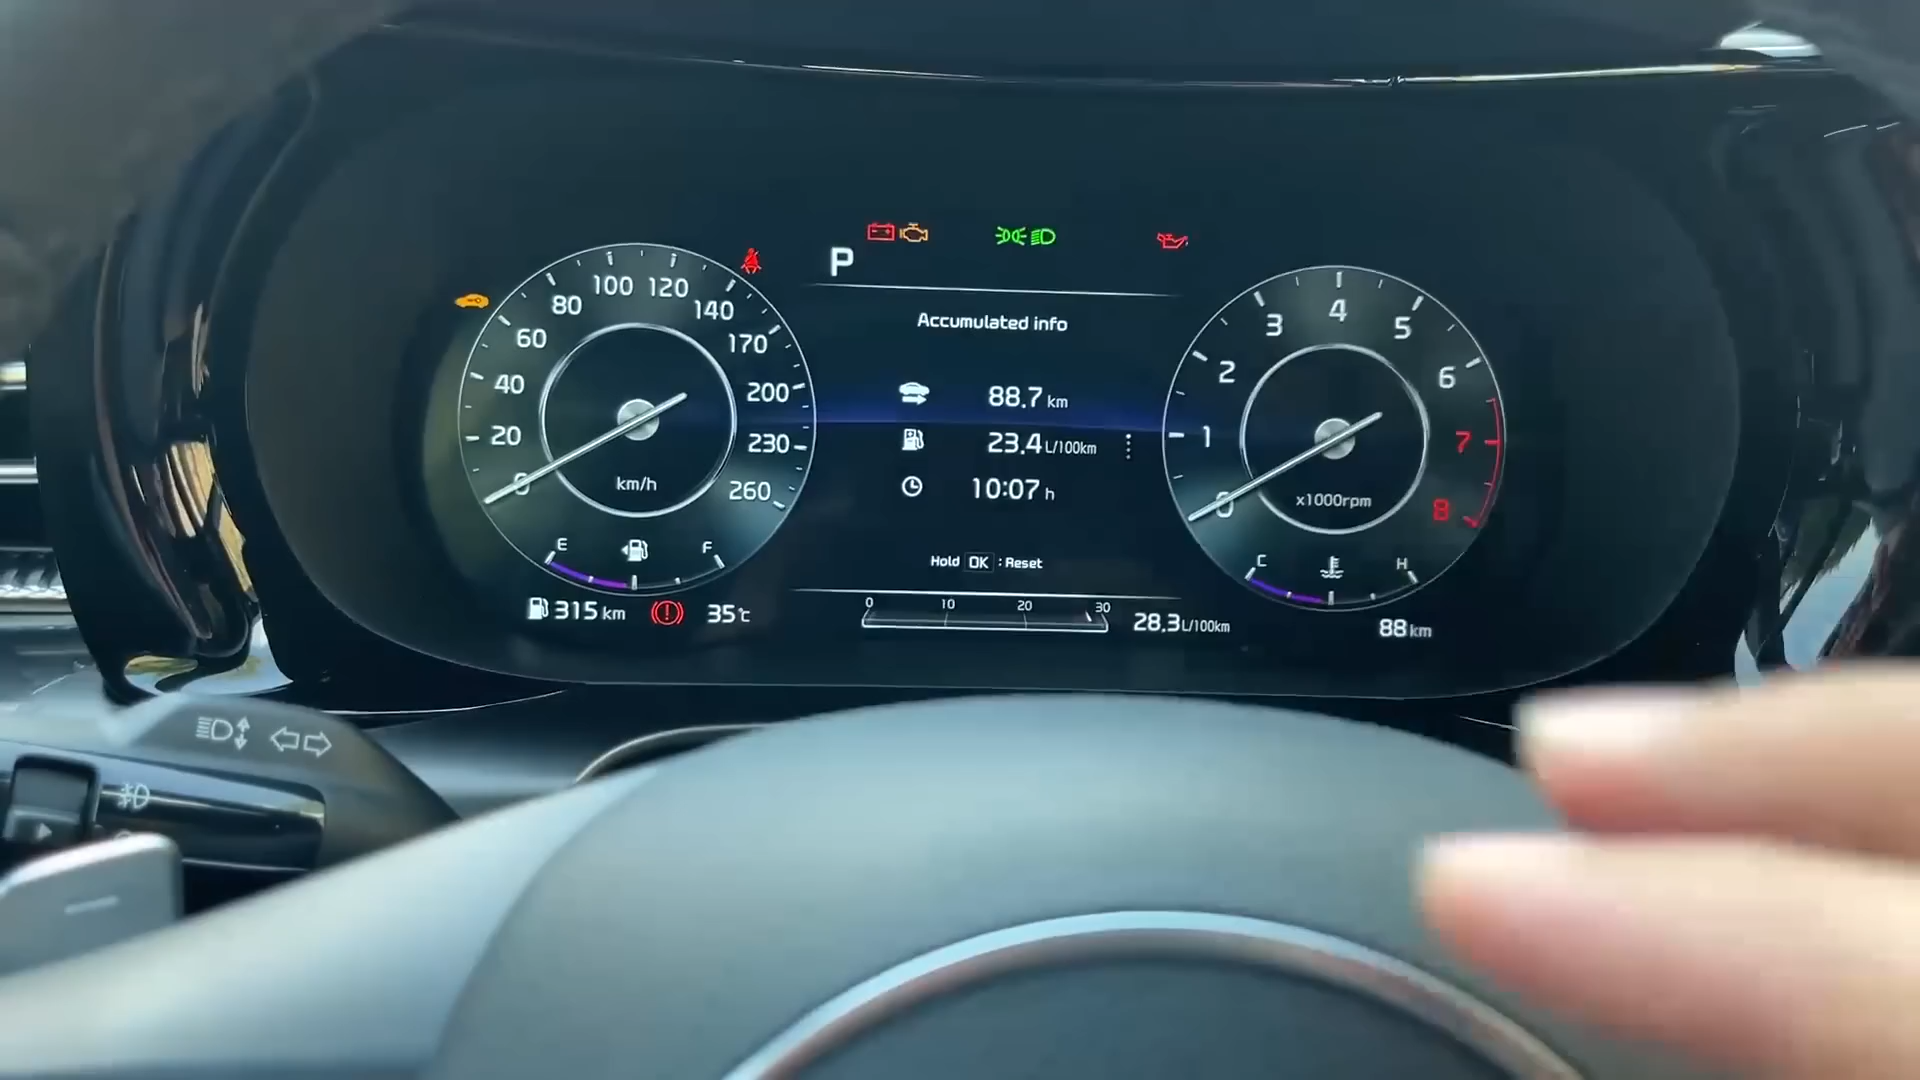 P
100 120
80 140
60 170
40 200
20 230
0 260
km/h
E F
315 km
35℃
Accumulated info
88.7 km
23.4 L/100km
10:07 h
Hold OK : Reset
0 10 20 30
28.3 L/100km
4
3 5
2 6
1 7
0 8
x1000rpm
C H
88 km